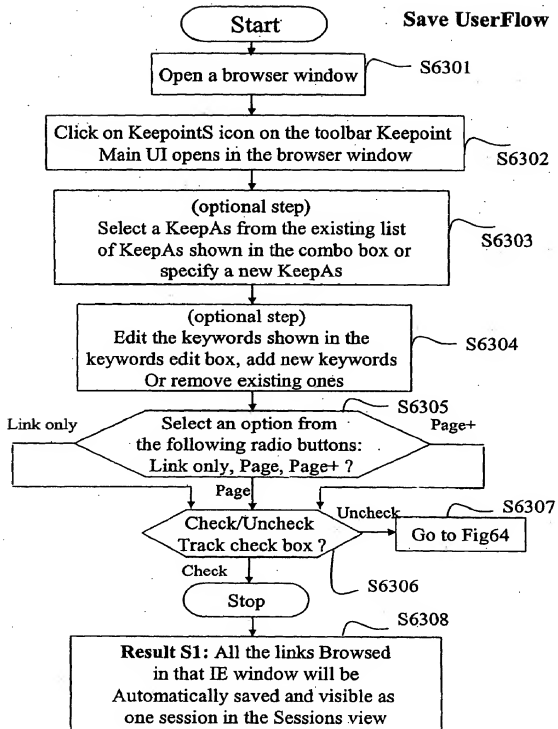 Start
Save UserFlow
Open a browser window
S6301
Click on KeepointS icon on the toolbar Keepoint
Main UI opens in the browser window
S6302
(optional step)
Select a KeepAs from the existing list
of KeepAs shown in the combo box or
specify a new KeepAs
S6303
(optional step)
Edit the keywords shown in the
keywords edit box, add new keywords
Or remove existing ones
S6304
S6305
Link only
Select an option from
the following radio buttons:
Link only, Page, Page+ ?
Page+
Page
Check/Uncheck
Track check box ?
Uncheck
S6307
Go to Fig64
Check
S6306
Stop
S6308
Result S1: All the links Browsed
in that IE window will be
Automatically saved and visible as
one session in the Sessions view